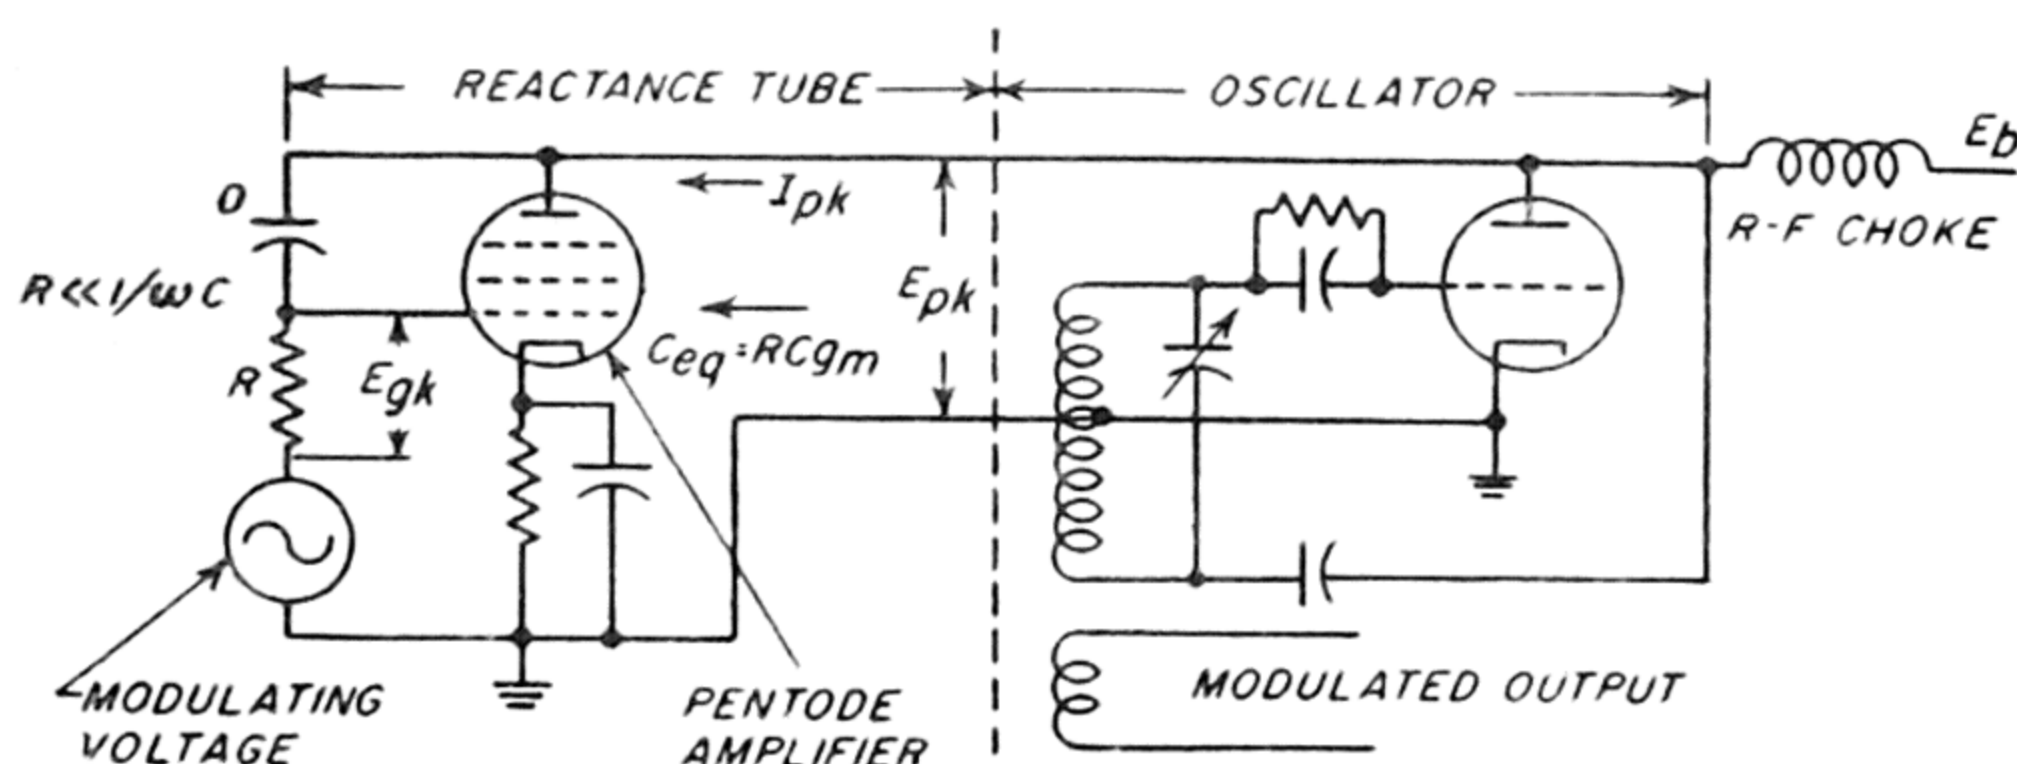 REACTANCE TUBE
OSCILLATOR
Eb
O
Ipk
R-F CHOKE
R<<1/ωC
Epk
Ceq=RCgm
R
Egk
MODULATING
VOLTAGE
PENTODE
AMPLIFIER
MODULATED OUTPUT